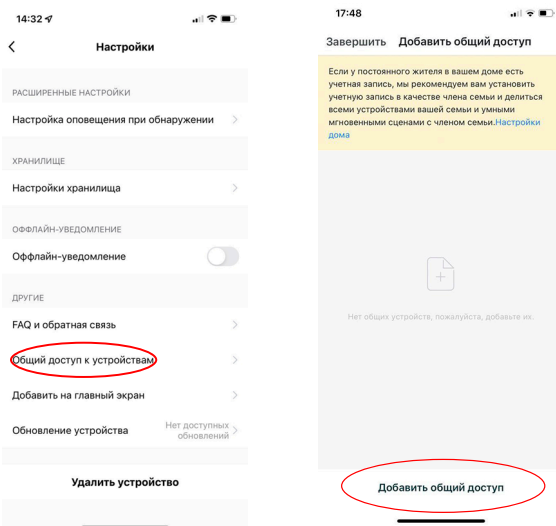 14:32
Настройки
РАСШИРЕННЫЕ НАСТРОЙКИ
Настройка оповещения при обнаружении
ХРАНИЛИЩЕ
Настройки хранилища
ОФФЛАЙН-УВЕДОМЛЕНИЕ
Оффлайн-уведомление
ДРУГИЕ
FAQ и обратная связь
Общий доступ к устройствам
Добавить на главный экран
Обновление устройства
Нет доступных
обновлений
Удалить устройство
17:48
Завершить Добавить общий доступ
Если у постоянного жителя в вашем доме есть
учетная запись, мы рекомендуем вам установить
учетную запись в качестве члена семьи и делиться
всеми устройствами вашей семьи и умными
мгновенными сценами с членом семьи.Настройки
дома
Нет общих устройств, пожалуйста, добавьте их.
Добавить общий доступ